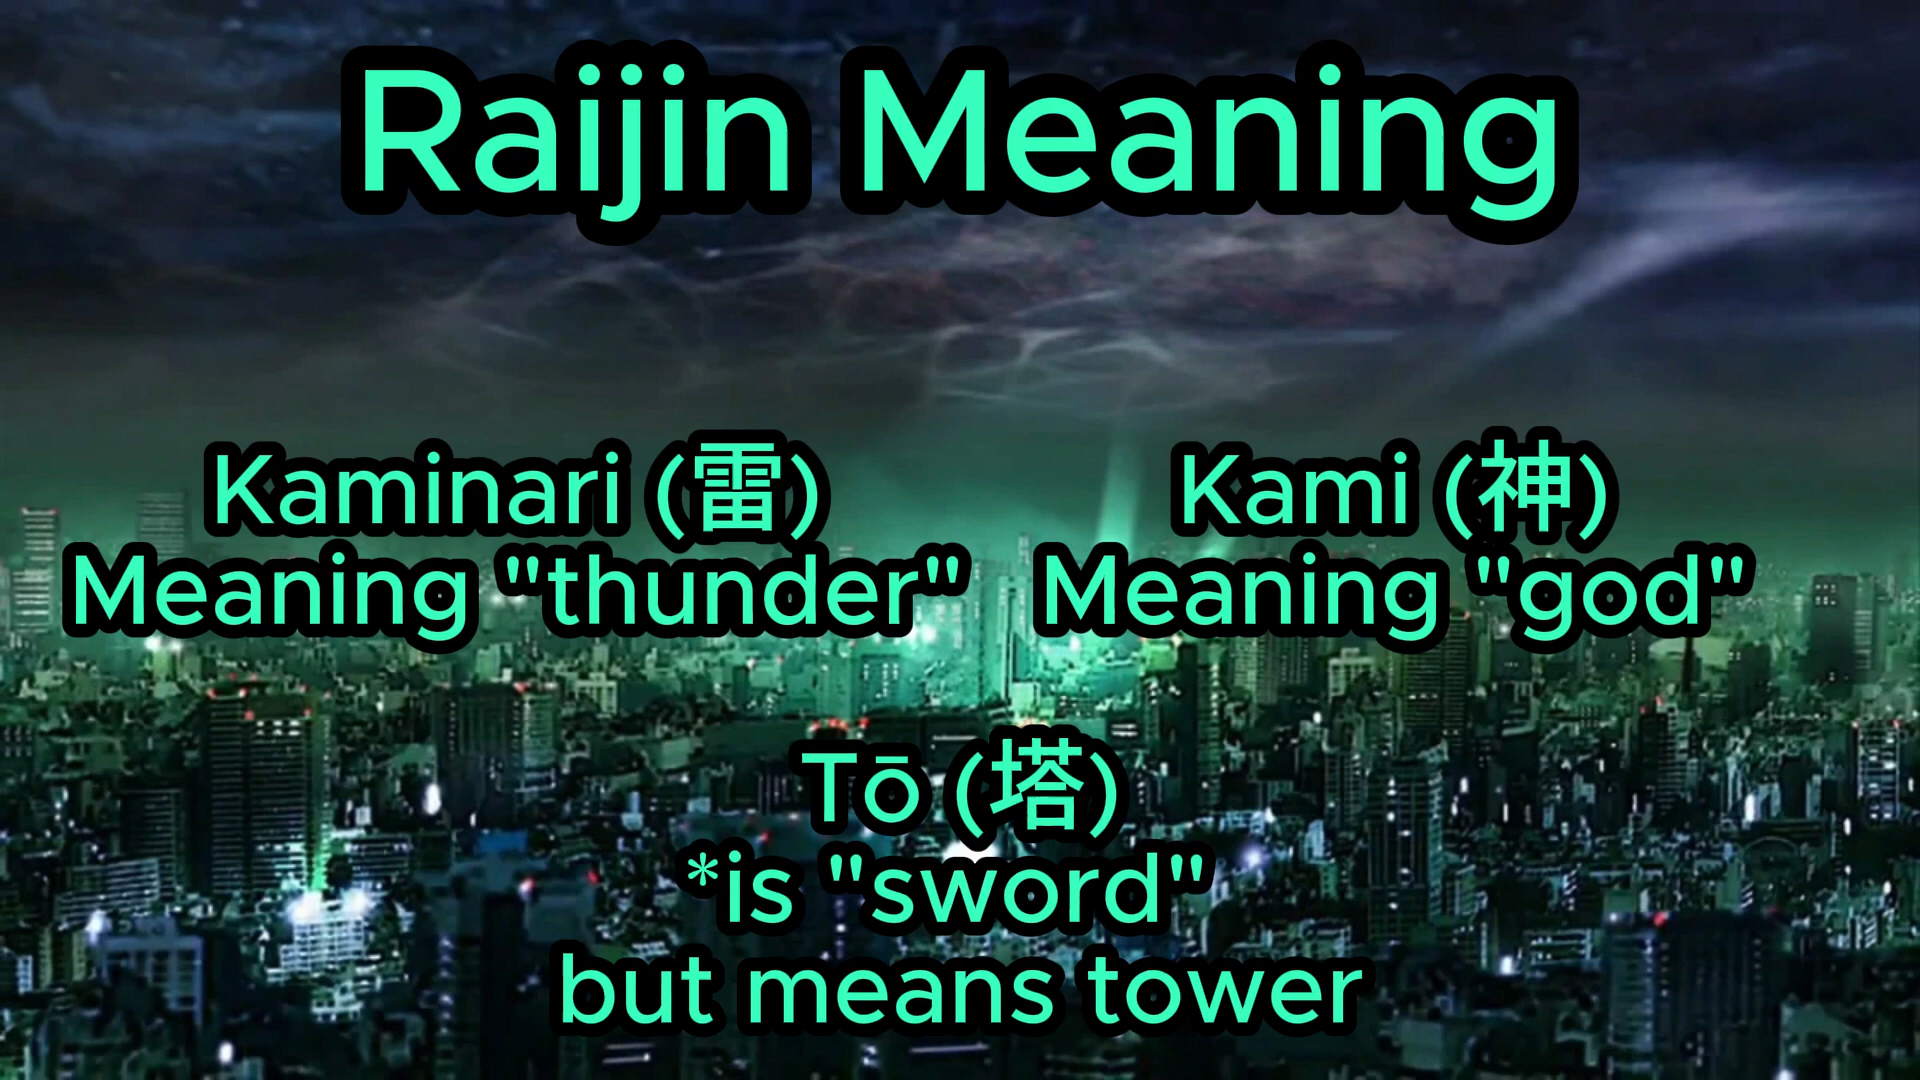 Raijin Meaning
Kaminari (雷)
Meaning "thunder"
Kami (神)
Meaning "god"
Tō (塔)
*is "sword"
but means tower